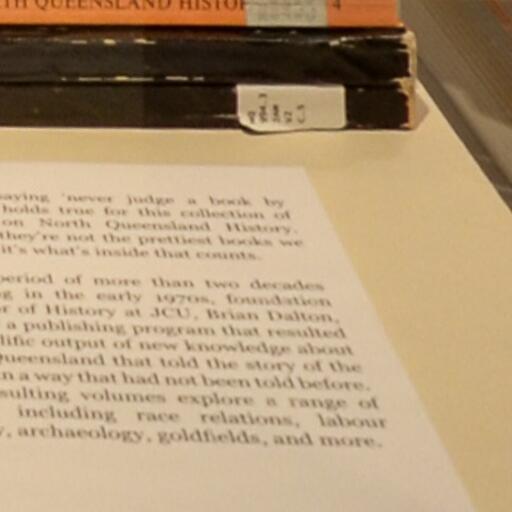 TH QUEENSLAND HISTOR 4
aying 'never judge a book by
holds true for this collection of
on North Queensland History.
they're not the prettiest books we
it's what's inside that counts.
period of more than two decades
g in the early 1970s, foundation
r of History at JCU, Brian Dalton,
a publishing program that resulted
lific output of new knowledge about
Queensland that told the story of the
n a way that had not been told before.
sulting volumes explore a range of
including race relations, labour
y, archaeology, goldfields, and more.